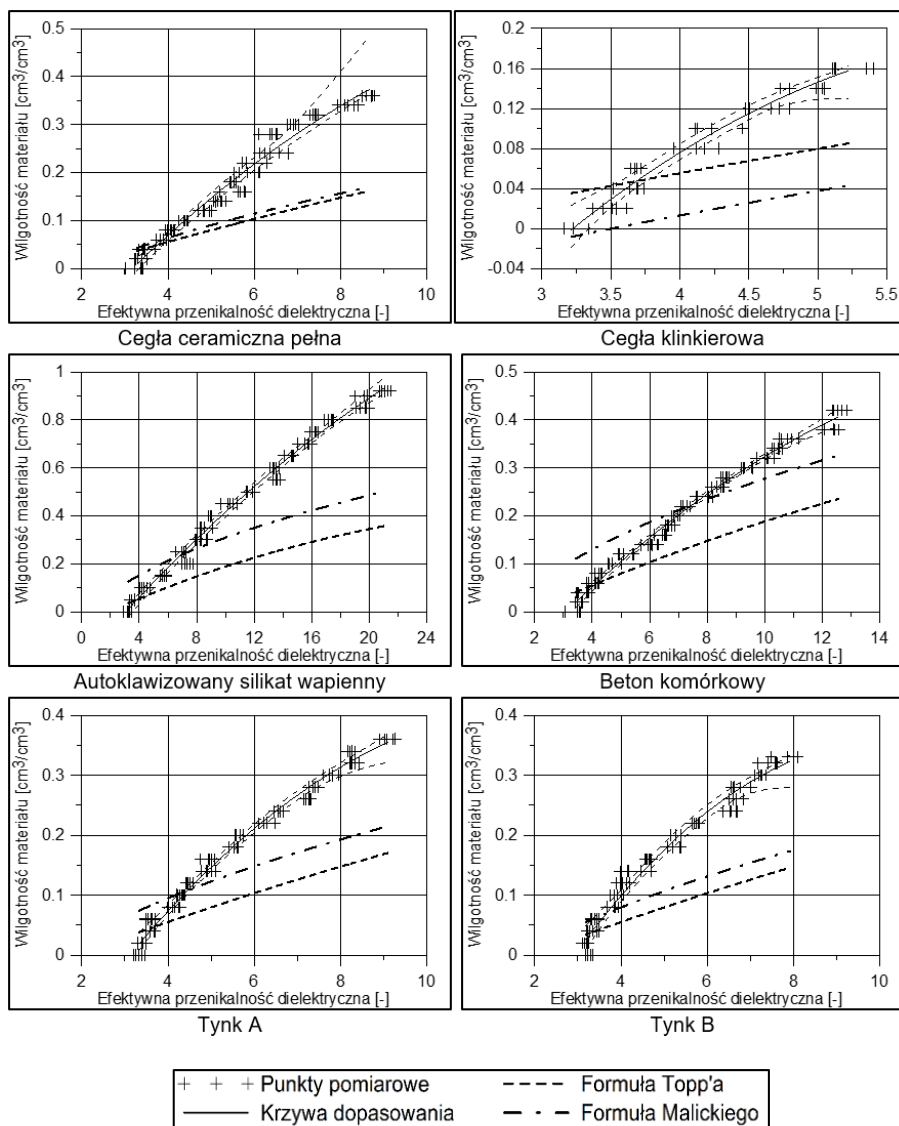 0.5
0.4
0.3
0.2
0.1
0
Wilgotność materiału [cm3/cm3]
2 4 6 8 10
Efektywna przenikalność dielektryczna [-]
Cegła ceramiczna pełna
0.16
0.12
0.08
0.04
0
-0.04
Wilgotność materiału [cm3/cm3]
3 3.5 4 4.5 5 5.5
Efektywna przenikalność dielektryczna [-]
Cegła klinkierowa
1
0.8
0.6
0.4
0.2
0
Wilgotność materiału [cm3/cm3]
0 4 8 12 16 20 24
Efektywna przenikalność dielektryczna [-]
Autoklawizowany silikat wapienny
0.5
0.4
0.3
0.2
0.1
0
Wilgotność materiału [cm3/cm3]
2 4 6 8 10 12 14
Efektywna przenikalność dielektryczna [-]
Beton komórkowy
0.4
0.3
0.2
0.1
0
Wilgotność materiału [cm3/cm3]
2 4 6 8 10
Efektywna przenikalność dielektryczna [-]
Tynk A
0.4
0.3
0.2
0.1
0
Wilgotność materiału [cm3/cm3]
2 4 6 8 10
Efektywna przenikalność dielektryczna [-]
Tynk B
Punkty pomiarowe
Formuła Topp'a
Krzywa dopasowania
Formuła Malickiego